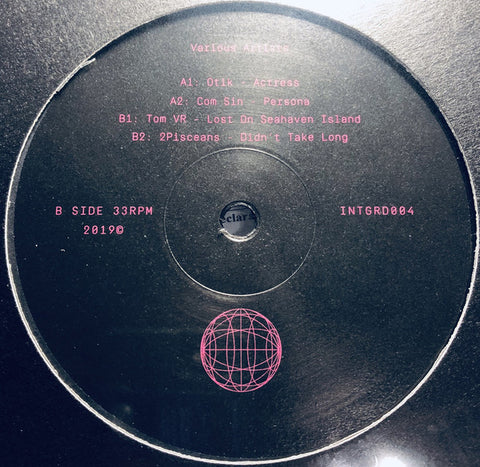 Various Artists
A1: Otik - Actress
A2: Com Sin - Persona
B1: Tom VR - Lost On Seahaven Island
B2: 2Pisceans - Didn't Take Long
B SIDE 33RPM
2019©
INTGRD004